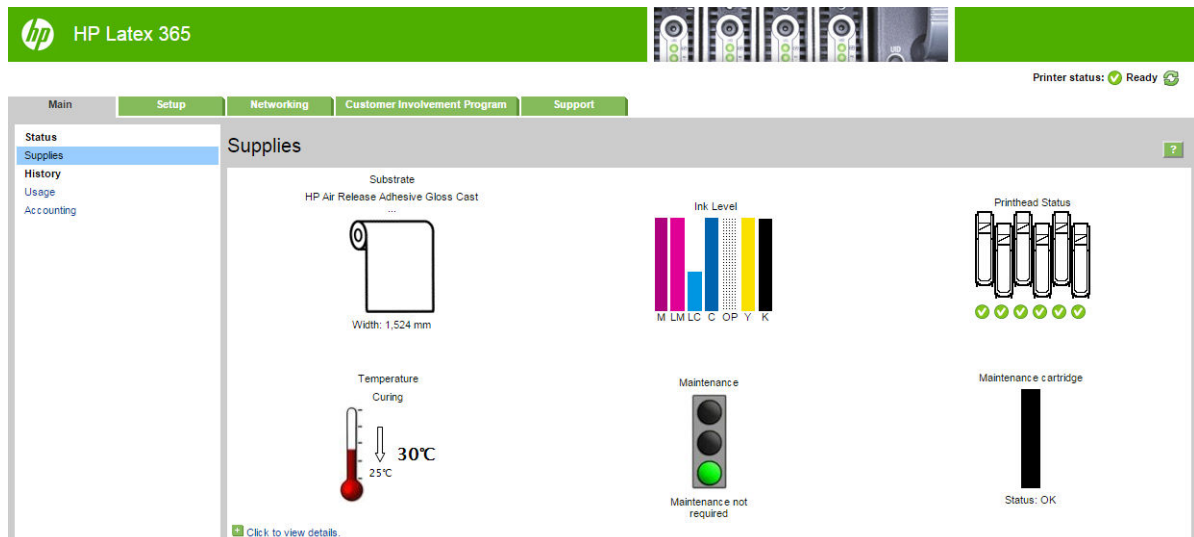 hp HP Latex 365
UID
Printer status: Ready
Main Setup Networking Customer Involvement Program Support
Status
Supplies
History
Usage
Accounting
Supplies
?
Substrate
HP Air Release Adhesive Gloss Cast
...
Width: 1,524 mm
Ink Level
M LM LC C OP Y K
Printhead Status
Temperature
Curing
30℃
25℃
Maintenance
Maintenance not
required
Maintenance cartridge
Status: OK
Click to view details.